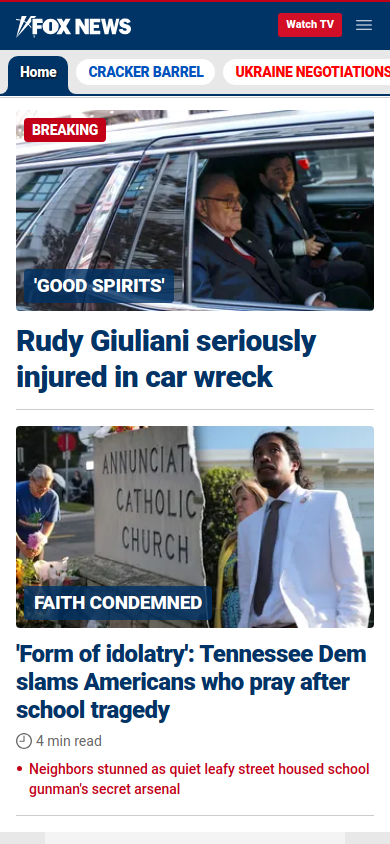 FOX NEWS
Watch TV
Home
CRACKER BARREL
UKRAINE NEGOTIATIONS
BREAKING
'GOOD SPIRITS'
Rudy Giuliani seriously
injured in car wreck
ANNUNCIATI
CATHOLIC
CHURCH
FAITH CONDEMNED
'Form of idolatry': Tennessee Dem
slams Americans who pray after
school tragedy
4 min read
• Neighbors stunned as quiet leafy street housed school
gunman's secret arsenal